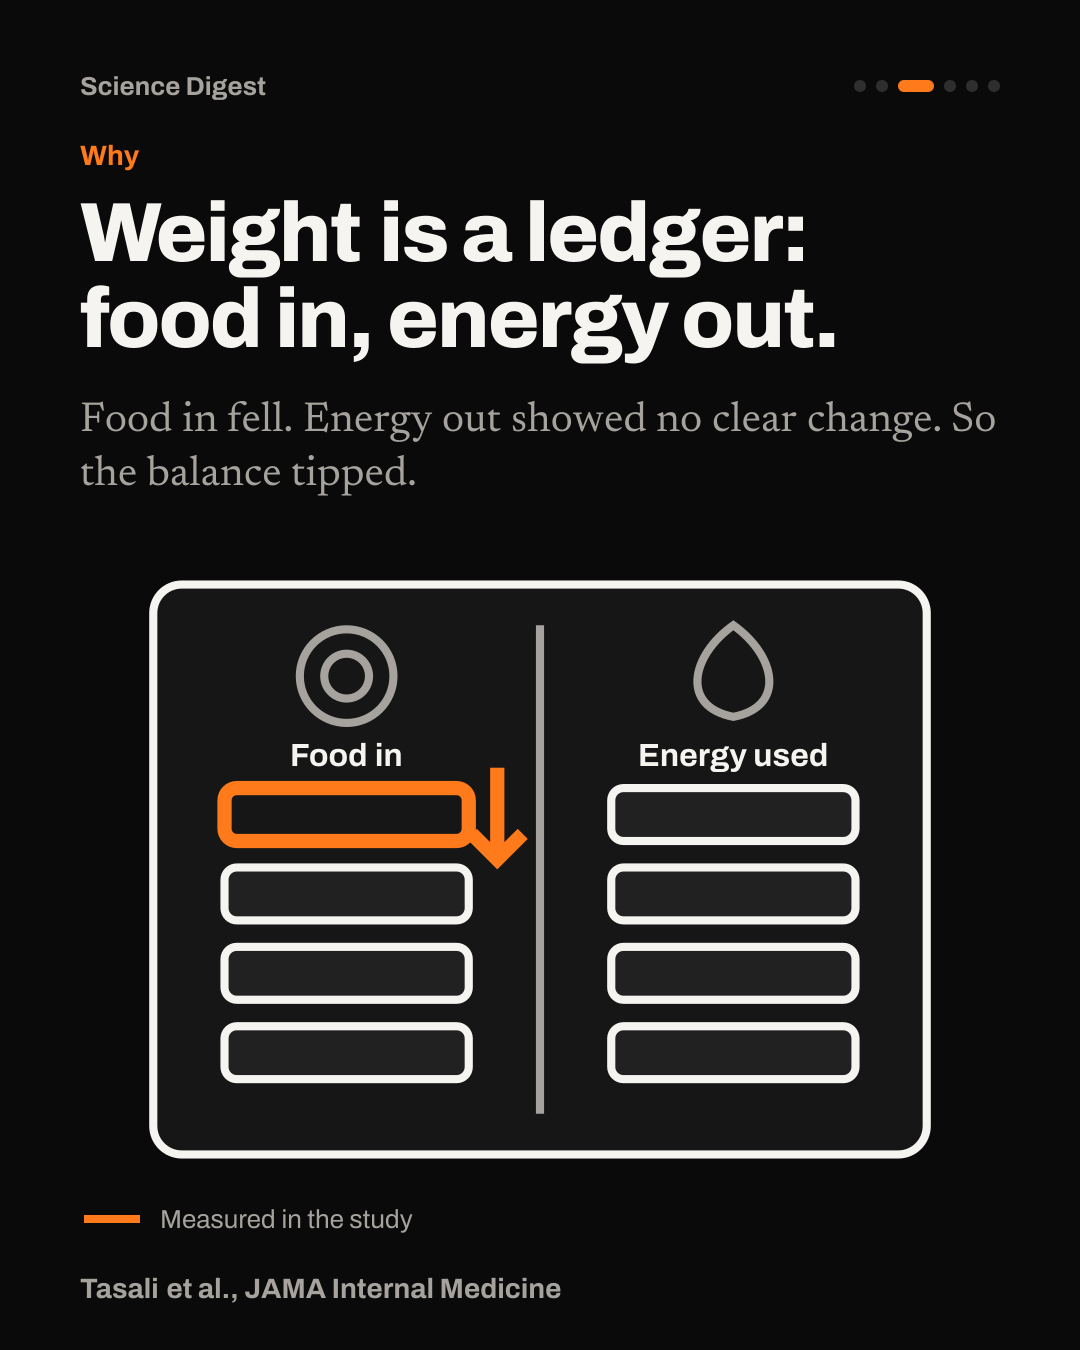 Science Digest
Why
Weight is a ledger:
food in, energy out.
Food in fell. Energy out showed no clear change. So
the balance tipped.
Food in
Energy used
Measured in the study
Tasali et al., JAMA Internal Medicine